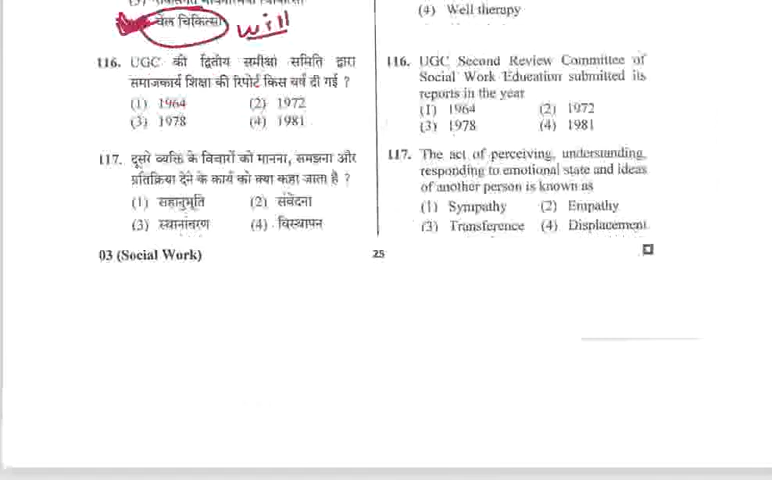 चेल चिकित्सा
will
116. UGC की द्वितीय समीक्षा समिति द्वारा
समाजकार्य शिक्षा की रिपोर्ट किस वर्ष दी गई ?
(1) 1964 (2) 1972
(3) 1978 (4) 1981
117. दूसरे व्यक्ति के विचारों को मानना, समझना और
प्रतिक्रिया देने के कार्य को क्या कहा जाता है ?
(1) सहानुभूति (2) संवेदना
(3) स्थानांतरण (4) विस्थापन
03 (Social Work)
(4) Well therapy
116. UGC Second Review Committee of
Social Work Education submitted its
reports in the year
(1) 1964 (2) 1972
(3) 1978 (4) 1981
117. The act of perceiving, understanding,
responding to emotional state and ideas
of another person is known as
(1) Sympathy (2) Empathy
(3) Transference (4) Displacement
25